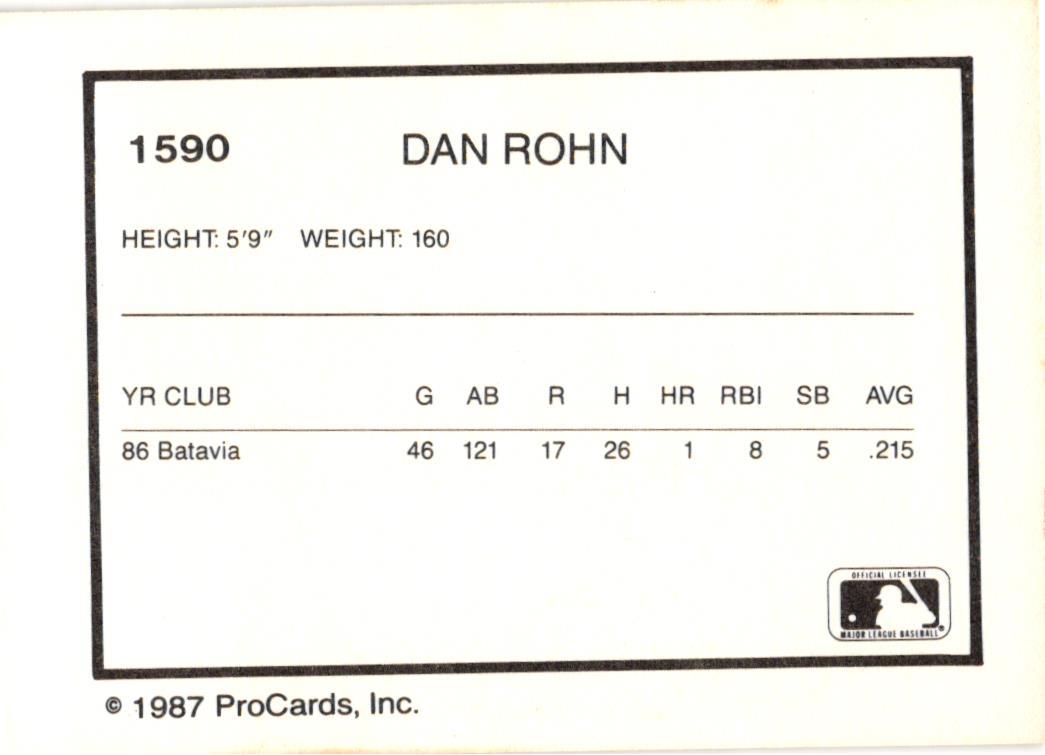 1590 DAN ROHN
HEIGHT: 5'9" WEIGHT: 160
YR CLUB G AB R H HR RBI SB AVG
86 Batavia 46 121 17 26 1 8 5 .215
OFFICIAL LICENSEE
MAJOR LEAGUE BASEBALL®
© 1987 ProCards, Inc.